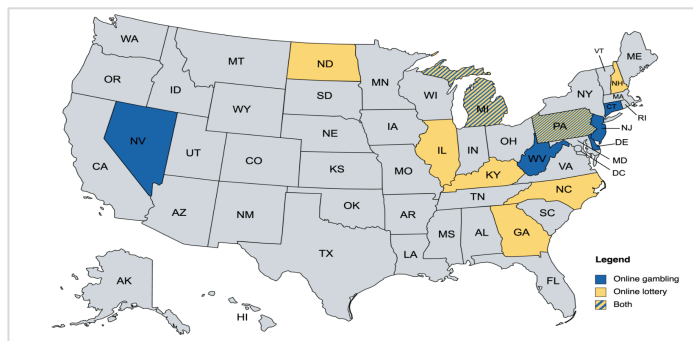 WA
MT
ND
MN
VT
ME
OR
ID
SD
WI
MI
NY
NH
MA
CT
RI
WY
NE
IA
PA
NJ
NV
UT
CO
IL
IN
OH
DE
WV
MD
CA
KS
MO
KY
VA
DC
AZ
NM
OK
AR
TN
NC
SC
TX
LA
MS
AL
GA
FL
AK
HI
Legend
Online gambling
Online lottery
Both